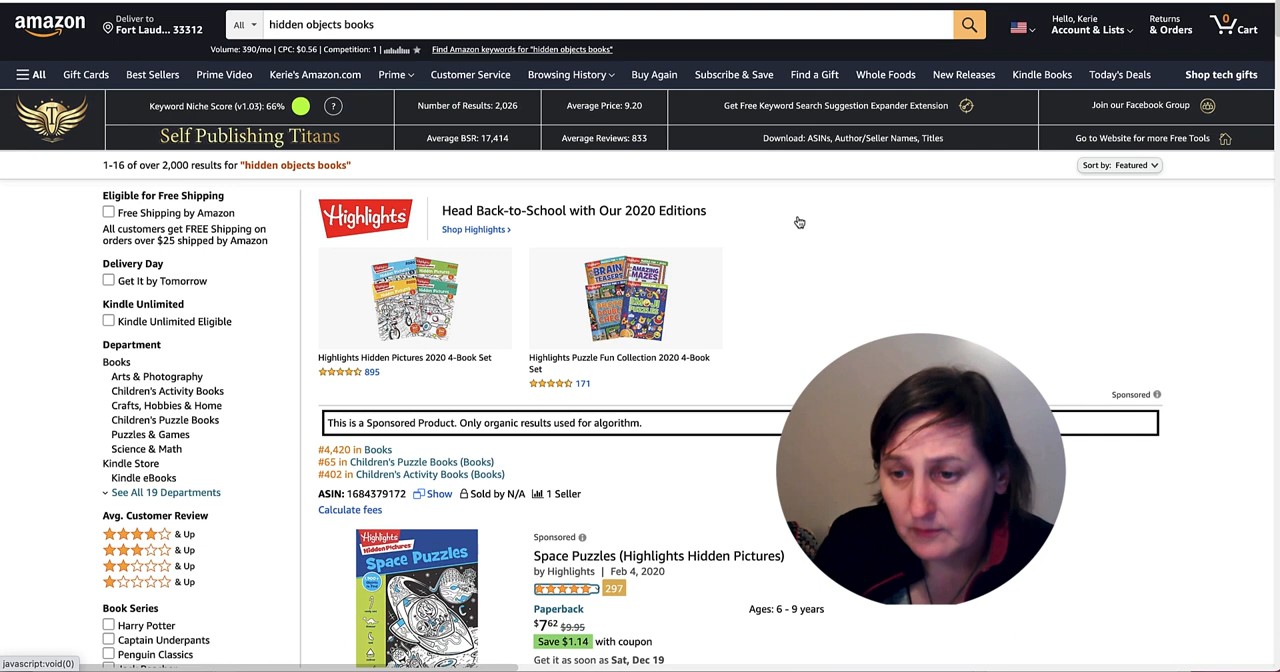 amazon
Deliver to
Fort Laud... 33312
All
hidden objects books
Hello, Kerie
Account & Lists
Returns
& Orders
0
Cart
Volume: 390/mo | CPC: $0.56 | Competition: 1 |
Find Amazon keywords for "hidden objects books"
All
Gift Cards
Best Sellers
Prime Video
Kerie's Amazon.com
Prime
Customer Service
Browsing History
Buy Again
Subscribe & Save
Find a Gift
Whole Foods
New Releases
Kindle Books
Today's Deals
Shop tech gifts
Keyword Niche Score (v1.03): 66%
?
Number of Results: 2,026
Average Price: 9.20
Get Free Keyword Search Suggestion Expander Extension
Join our Facebook Group
Self Publishing Titans
Average BSR: 17,414
Average Reviews: 833
Download: ASINs, Author/Seller Names, Titles
Go to Website for more Free Tools
1-16 of over 2,000 results for "hidden objects books"
Sort by: Featured
Eligible for Free Shipping
Free Shipping by Amazon
All customers get FREE Shipping on
orders over $25 shipped by Amazon
Delivery Day
Get It by Tomorrow
Kindle Unlimited
Kindle Unlimited Eligible
Department
Books
Arts & Photography
Children's Activity Books
Crafts, Hobbies & Home
Children's Puzzle Books
Puzzles & Games
Science & Math
Kindle Store
Kindle eBooks
See All 19 Departments
Avg. Customer Review
& Up
& Up
& Up
& Up
Book Series
Harry Potter
Captain Underpants
Penguin Classics
javascript:void(0)
Highlights
Head Back-to-School with Our 2020 Editions
Shop Highlights ›
BRAIN
TEASERS
AMAZING
MAZES
Highlights Hidden Pictures 2020 4-Book Set
895
Highlights Puzzle Fun Collection 2020 4-Book
Set
171
Sponsored
This is a Sponsored Product. Only organic results used for algorithm.
#4,420 in Books
#65 in Children's Puzzle Books (Books)
#402 in Children's Activity Books (Books)
ASIN: 1684379172
Show
Sold by N/A
1 Seller
Calculate fees
Highlights
Hidden Pictures
Space Puzzles
Sponsored
Space Puzzles (Highlights Hidden Pictures)
by Highlights | Feb 4, 2020
297
Paperback
$762 $9.95
Save $1.14 with coupon
Get it as soon as Sat, Dec 19
Ages: 6 - 9 years